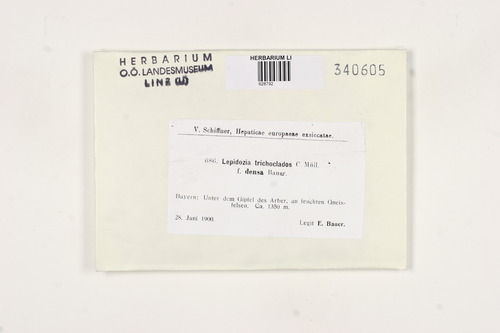 HERBARIUM
O.Ö. LANDESMUSEUM
LINZ
HERBARIUM LI
628792
340605
V. Schiffner, Hepaticae europaeae exsiccatae.
686. Lepidozia trichoclados C Müll.
f. densa Bauer.
Bayern: Unter dem Gipfel des Arber, an feuchten Gneis-
felsen. Ca. 1350 m.
28. Juni 1900.
Legit E. Bauer.